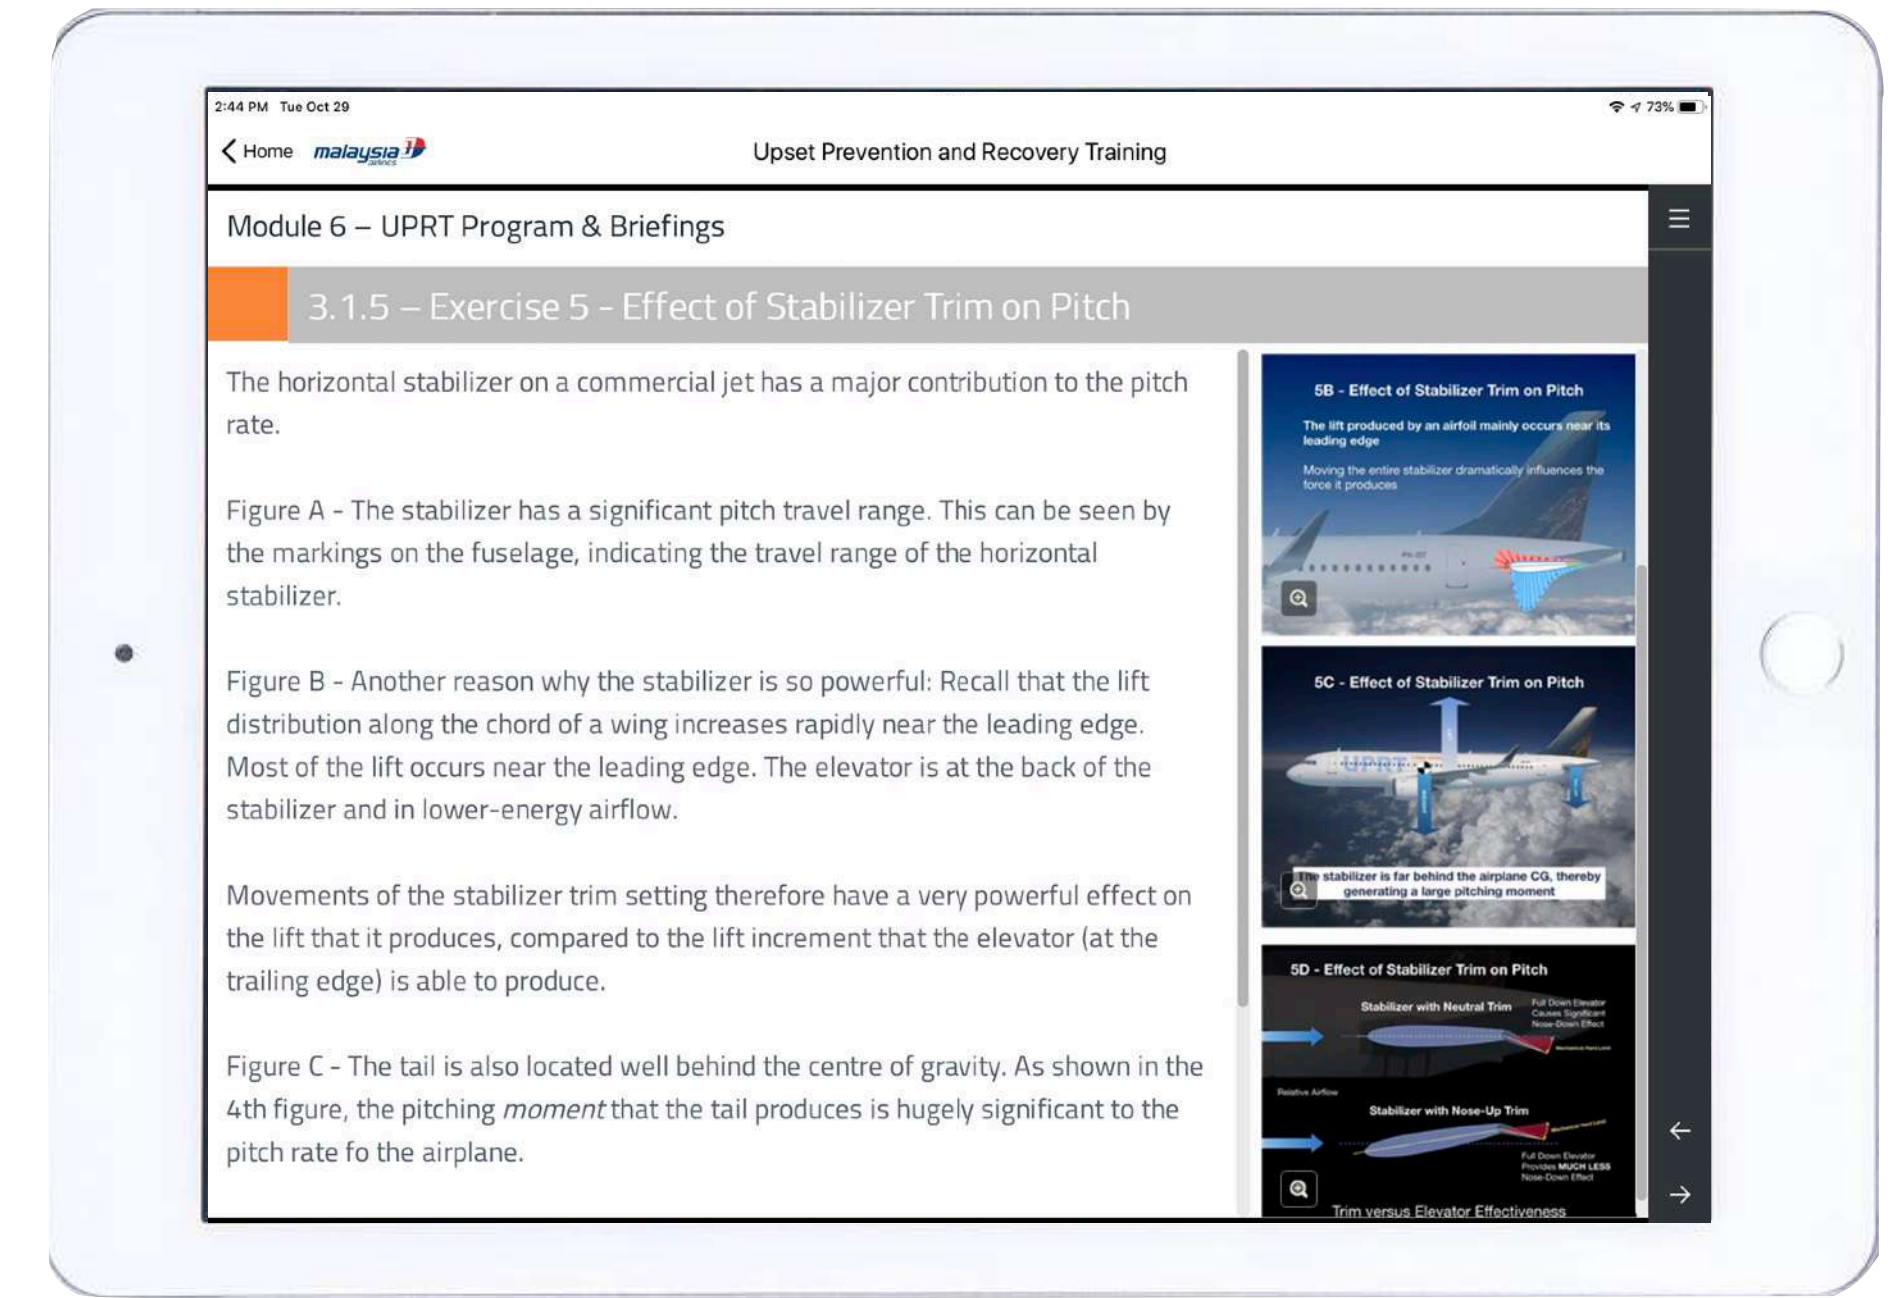 2:44 PM Tue Oct 29
73%
Home
malaysia
airlines
Upset Prevention and Recovery Training
Module 6 – UPRT Program & Briefings
3.1.5 – Exercise 5 - Effect of Stabilizer Trim on Pitch
The horizontal stabilizer on a commercial jet has a major contribution to the pitch
rate.
Figure A - The stabilizer has a significant pitch travel range. This can be seen by
the markings on the fuselage, indicating the travel range of the horizontal
stabilizer.
Figure B - Another reason why the stabilizer is so powerful: Recall that the lift
distribution along the chord of a wing increases rapidly near the leading edge.
Most of the lift occurs near the leading edge. The elevator is at the back of the
stabilizer and in lower-energy airflow.
Movements of the stabilizer trim setting therefore have a very powerful effect on
the lift that it produces, compared to the lift increment that the elevator (at the
trailing edge) is able to produce.
Figure C - The tail is also located well behind the centre of gravity. As shown in the
4th figure, the pitching moment that the tail produces is hugely significant to the
pitch rate fo the airplane.
5B - Effect of Stabilizer Trim on Pitch
The lift produced by an airfoil mainly occurs near its
leading edge
Moving the entire stabilizer dramatically influences the
force it produces
5C - Effect of Stabilizer Trim on Pitch
UPRT
The stabilizer is far behind the airplane CG, thereby
generating a large pitching moment
5D - Effect of Stabilizer Trim on Pitch
Stabilizer with Neutral Trim
Full Down Elevator
Causes Significant
Nose-Down Effect
Mechanical Hard Limit
Relative Airflow
Stabilizer with Nose-Up Trim
Mechanical Hard Limit
Full Down Elevator
Provides MUCH LESS
Nose-Down Effect
Trim versus Elevator Effectiveness